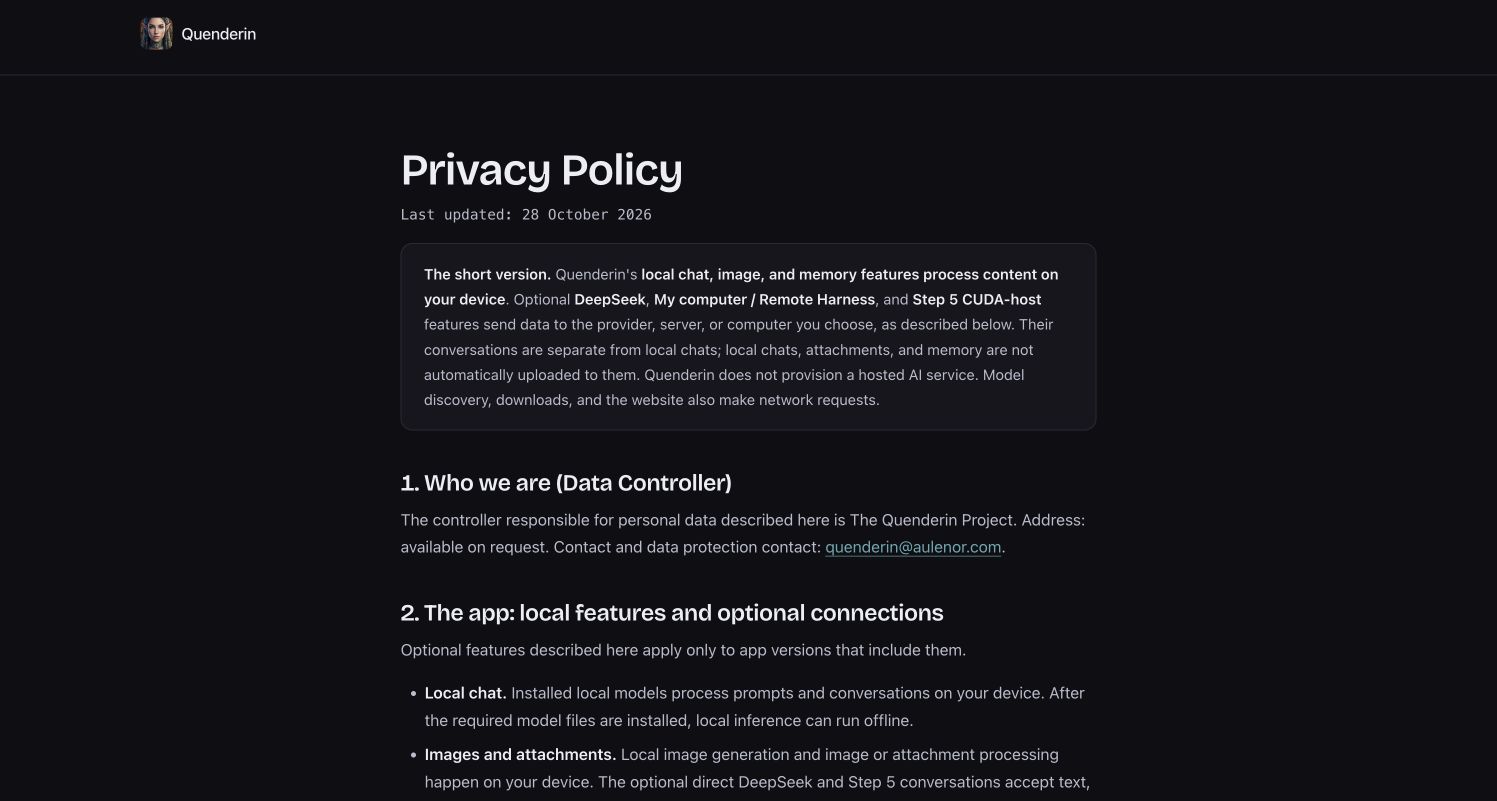 Quenderin
Privacy Policy
Last updated: 28 October 2026
The short version. Quenderin's local chat, image, and memory features process content on
your device. Optional DeepSeek, My computer / Remote Harness, and Step 5 CUDA-host
features send data to the provider, server, or computer you choose, as described below. Their
conversations are separate from local chats; local chats, attachments, and memory are not
automatically uploaded to them. Quenderin does not provision a hosted AI service. Model
discovery, downloads, and the website also make network requests.
1. Who we are (Data Controller)
The controller responsible for personal data described here is The Quenderin Project. Address:
available on request. Contact and data protection contact: quenderin@aulenor.com.
2. The app: local features and optional connections
Optional features described here apply only to app versions that include them.
• Local chat. Installed local models process prompts and conversations on your device. After
the required model files are installed, local inference can run offline.
• Images and attachments. Local image generation and image or attachment processing
happen on your device. The optional direct DeepSeek and Step 5 conversations accept text,